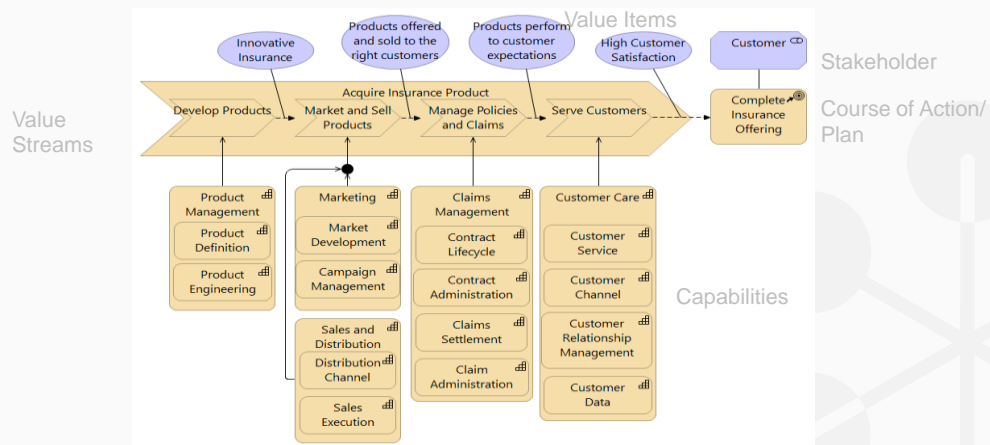 Value Items
Innovative
Insurance
Products offered
and sold to the
right customers
Products perform
to customer
expectations
High Customer
Satisfaction
Customer
Stakeholder
Value
Streams
Acquire Insurance Product
Develop Products
Market and Sell
Products
Manage Policies
and Claims
Serve Customers
Complete
Insurance
Offering
Course of Action/
Plan
Product
Management
Product
Definition
Product
Engineering
Marketing
Market
Development
Campaign
Management
Sales and
Distribution
Distribution
Channel
Sales
Execution
Claims
Management
Contract
Lifecycle
Contract
Administration
Claims
Settlement
Claim
Administration
Customer Care
Customer
Service
Customer
Channel
Customer
Relationship
Management
Customer
Data
Capabilities